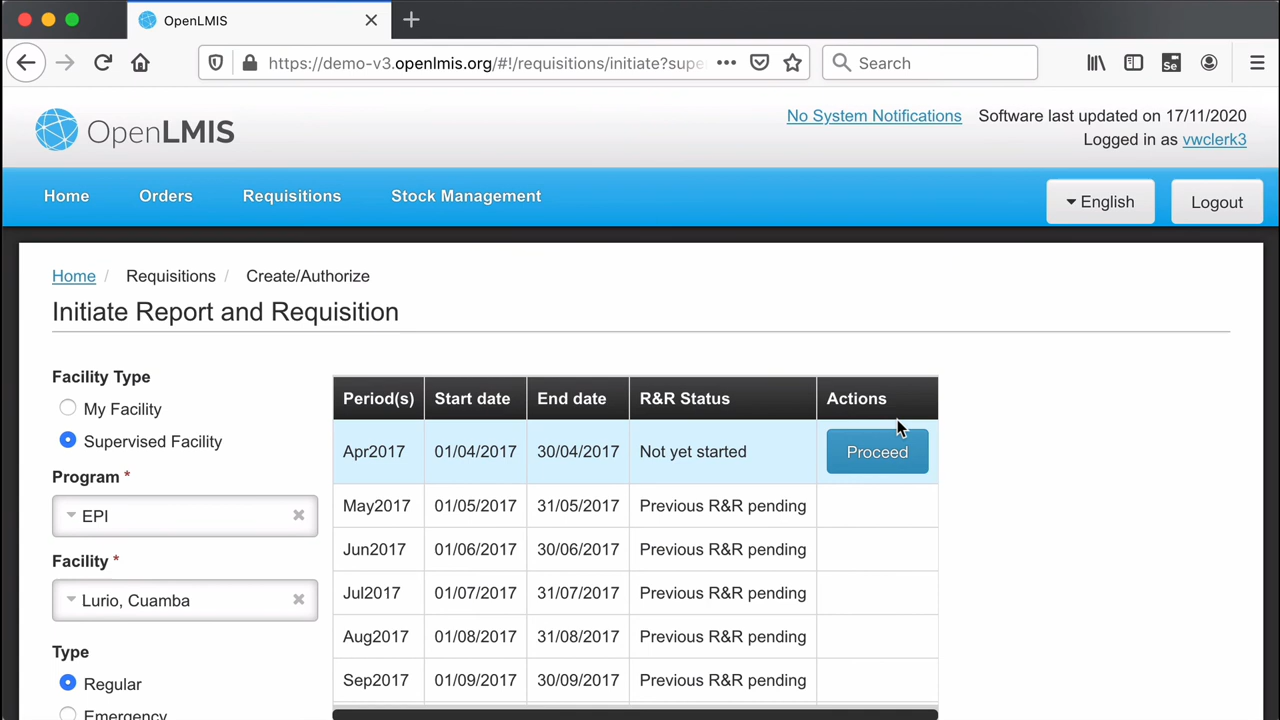 OpenLMIS
https://demo-v3.openlmis.org/#!/requisitions/initiate?supe
Search
Se
OpenLMIS
No System Notifications Software last updated on 17/11/2020
Logged in as vwclerk3
Home Orders Requisitions Stock Management
English Logout
Home / Requisitions / Create/Authorize
Initiate Report and Requisition
Facility Type
My Facility
Supervised Facility
Program *
EPI
Facility *
Lurio, Cuamba
Type
Regular
Emergency
Period(s) Start date End date R&R Status Actions
Apr2017 01/04/2017 30/04/2017 Not yet started Proceed
May2017 01/05/2017 31/05/2017 Previous R&R pending
Jun2017 01/06/2017 30/06/2017 Previous R&R pending
Jul2017 01/07/2017 31/07/2017 Previous R&R pending
Aug2017 01/08/2017 31/08/2017 Previous R&R pending
Sep2017 01/09/2017 30/09/2017 Previous R&R pending